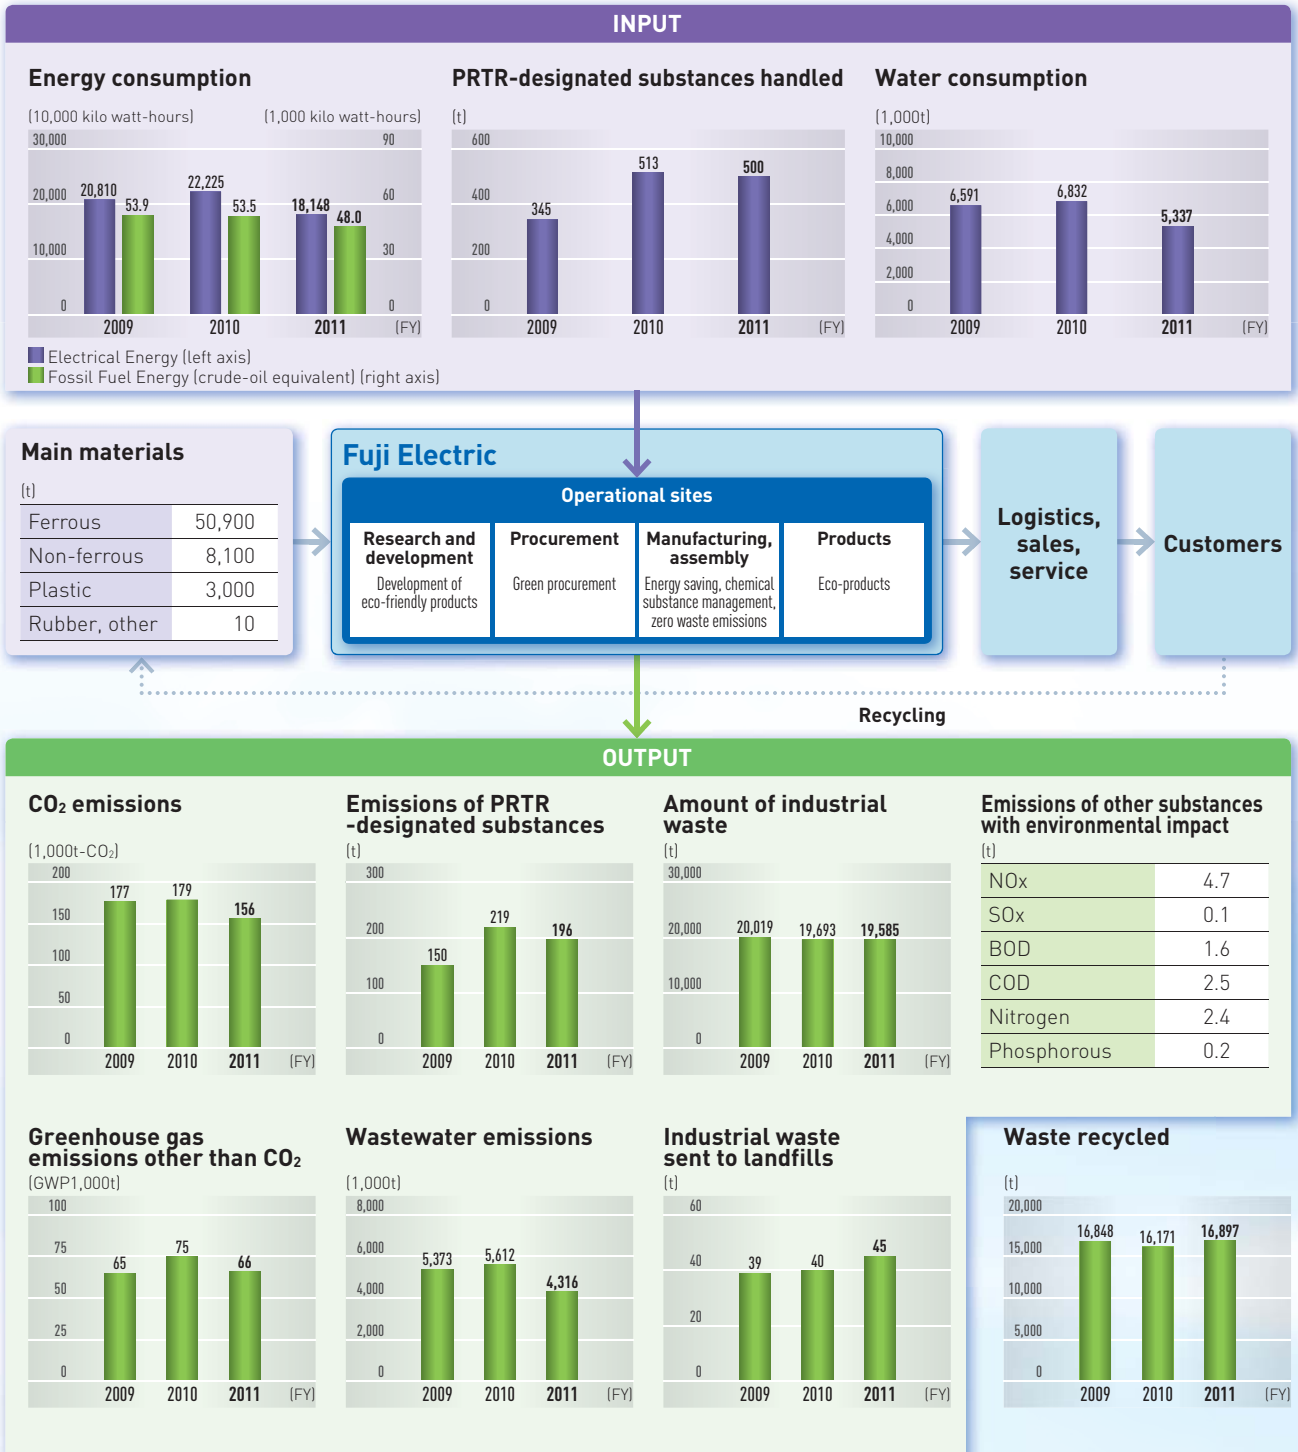 INPUT
Energy consumption
(10,000 kilo watt-hours) (1,000 kilo watt-hours)
30,000 90
20,000 60
10,000 30
0 0
20,810 53.9 22,225 53.5 18,148 48.0
2009 2010 2011 (FY)
Electrical Energy (left axis)
Fossil Fuel Energy (crude-oil equivalent) (right axis)
PRTR-designated substances handled
(t)
600
400
200
0
345 513 500
2009 2010 2011 (FY)
Water consumption
(1,000t)
10,000
8,000
6,000
4,000
2,000
0
6,591 6,832 5,337
2009 2010 2011 (FY)
Main materials
(t)
Ferrous 50,900
Non-ferrous 8,100
Plastic 3,000
Rubber, other 10
Fuji Electric
Operational sites
Research and
development
Development of
eco-friendly products
Procurement
Green procurement
Manufacturing,
assembly
Energy saving, chemical
substance management,
zero waste emissions
Products
Eco-products
Logistics,
sales,
service
Customers
Recycling
OUTPUT
CO₂ emissions
(1,000t-CO₂)
200
150
100
50
0
177 179 156
2009 2010 2011 (FY)
Emissions of PRTR
-designated substances
(t)
300
200
100
0
150 219 196
2009 2010 2011 (FY)
Amount of industrial
waste
(t)
30,000
20,000
10,000
0
20,019 19,693 19,585
2009 2010 2011 (FY)
Emissions of other substances
with environmental impact
(t)
NOx 4.7
SOx 0.1
BOD 1.6
COD 2.5
Nitrogen 2.4
Phosphorous 0.2
Greenhouse gas
emissions other than CO₂
(GWP1,000t)
100
75
50
25
0
65 75 66
2009 2010 2011 (FY)
Wastewater emissions
(1,000t)
8,000
6,000
4,000
2,000
0
5,373 5,612 4,316
2009 2010 2011 (FY)
Industrial waste
sent to landfills
(t)
60
40
20
0
39 40 45
2009 2010 2011 (FY)
Waste recycled
(t)
20,000
15,000
10,000
5,000
0
16,848 16,171 16,897
2009 2010 2011 (FY)